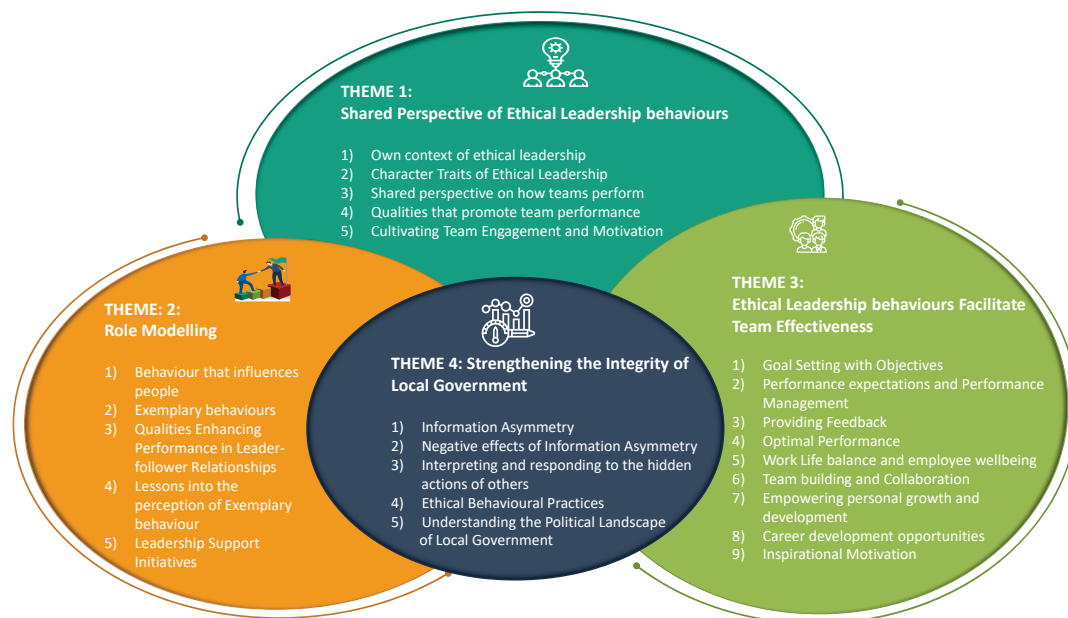 THEME 1:
Shared Perspective of Ethical Leadership behaviours
1) Own context of ethical leadership
2) Character Traits of Ethical Leadership
3) Shared perspective on how teams perform
4) Qualities that promote team performance
5) Cultivating Team Engagement and Motivation
THEME: 2:
Role Modelling
1) Behaviour that influences
people
2) Exemplary behaviours
3) Qualities Enhancing
Performance in Leader-
follower Relationships
4) Lessons into the
perception of Exemplary
behaviour
5) Leadership Support
Initiatives
THEME 4: Strengthening the Integrity of
Local Government
1) Information Asymmetry
2) Negative effects of Information Asymmetry
3) Interpreting and responding to the hidden
actions of others
4) Ethical Behavioural Practices
5) Understanding the Political Landscape
of Local Government
THEME 3:
Ethical Leadership behaviours Facilitate
Team Effectiveness
1) Goal Setting with Objectives
2) Performance expectations and Performance
Management
3) Providing Feedback
4) Optimal Performance
5) Work Life balance and employee wellbeing
6) Team building and Collaboration
7) Empowering personal growth and
development
8) Career development opportunities
9) Inspirational Motivation